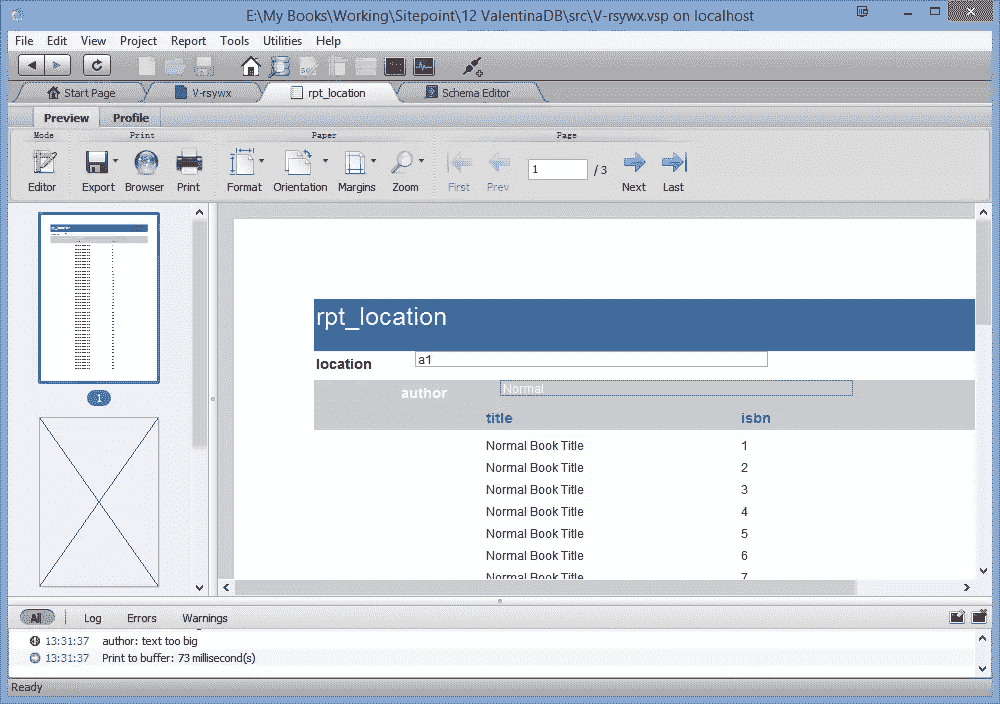 E:\My Books\Working\Sitepoint\12 ValentinaDB\src\V-rsywx.vsp on localhost
File Edit View Project Report Tools Utilities Help
Start Page V-rsywx rpt_location Schema Editor
Preview Profile
Mode Print Paper Page
1 / 3
Editor Export Browser Print Format Orientation Margins Zoom First Prev Next Last
rpt_location
location a1
author Normal
title isbn
Normal Book Title 1
Normal Book Title 2
Normal Book Title 3
Normal Book Title 4
Normal Book Title 5
Normal Book Title 6
Normal Book Title 7
1
All Log Errors Warnings
13:31:37 author: text too big
13:31:37 Print to buffer: 73 millisecond(s)
Ready